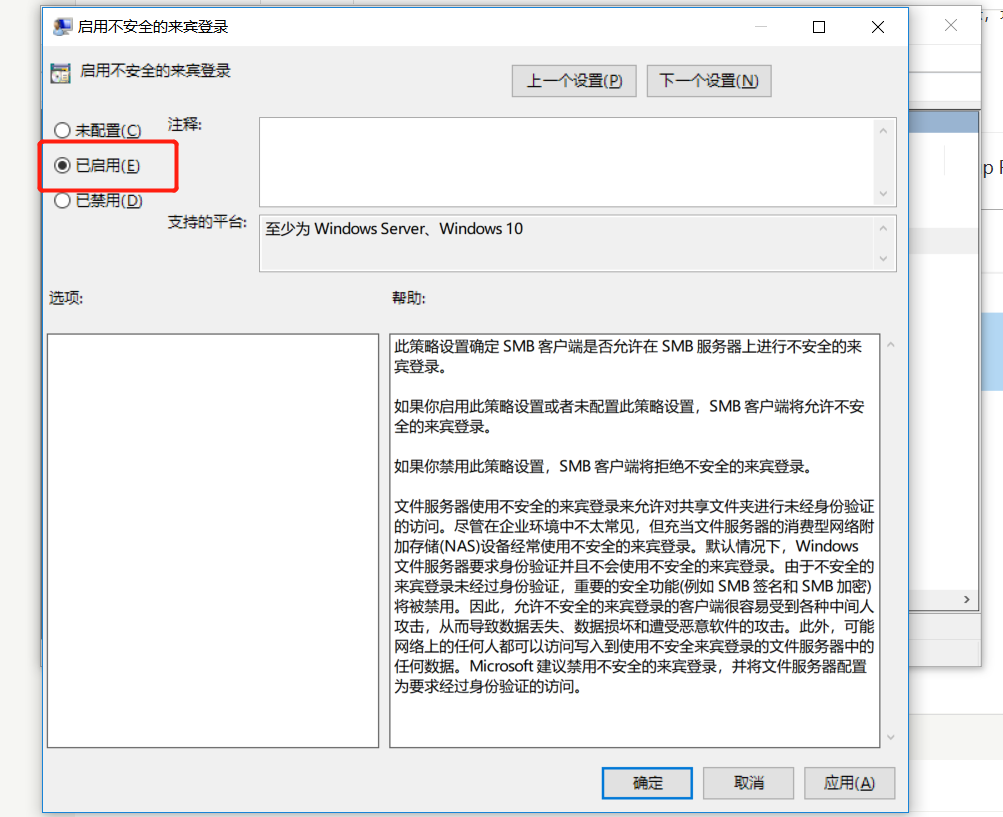 启用不安全的来宾登录
启用不安全的来宾登录
上一个设置(P)
下一个设置(N)
未配置(C)
注释:
已启用(E)
已禁用(D)
支持的平台:
至少为 Windows Server、Windows 10
选项:
帮助:
此策略设置确定 SMB 客户端是否允许在 SMB 服务器上进行不安全的来
宾登录。
如果你启用此策略设置或者未配置此策略设置，SMB 客户端将允许不安
全的来宾登录。
如果你禁用此策略设置，SMB 客户端将拒绝不安全的来宾登录。
文件服务器使用不安全的来宾登录来允许对共享文件夹进行未经身份验证
的访问。尽管在企业环境中不太常见，但充当文件服务器的消费型网络附
加存储(NAS)设备经常使用不安全的来宾登录。默认情况下，Windows
文件服务器要求身份验证并且不会使用不安全的来宾登录。由于不安全的
来宾登录未经过身份验证，重要的安全功能(例如 SMB 签名和 SMB 加密)
将被禁用。因此，允许不安全的来宾登录的客户端很容易受到各种中间人
攻击，从而导致数据丢失、数据损坏和遭受恶意软件的攻击。此外，可能
网络上的任何人都可以访问写入到使用不安全来宾登录的文件服务器中的
任何数据。Microsoft 建议禁用不安全的来宾登录，并将文件服务器配置
为要求经过身份验证的访问。
确定
取消
应用(A)
p